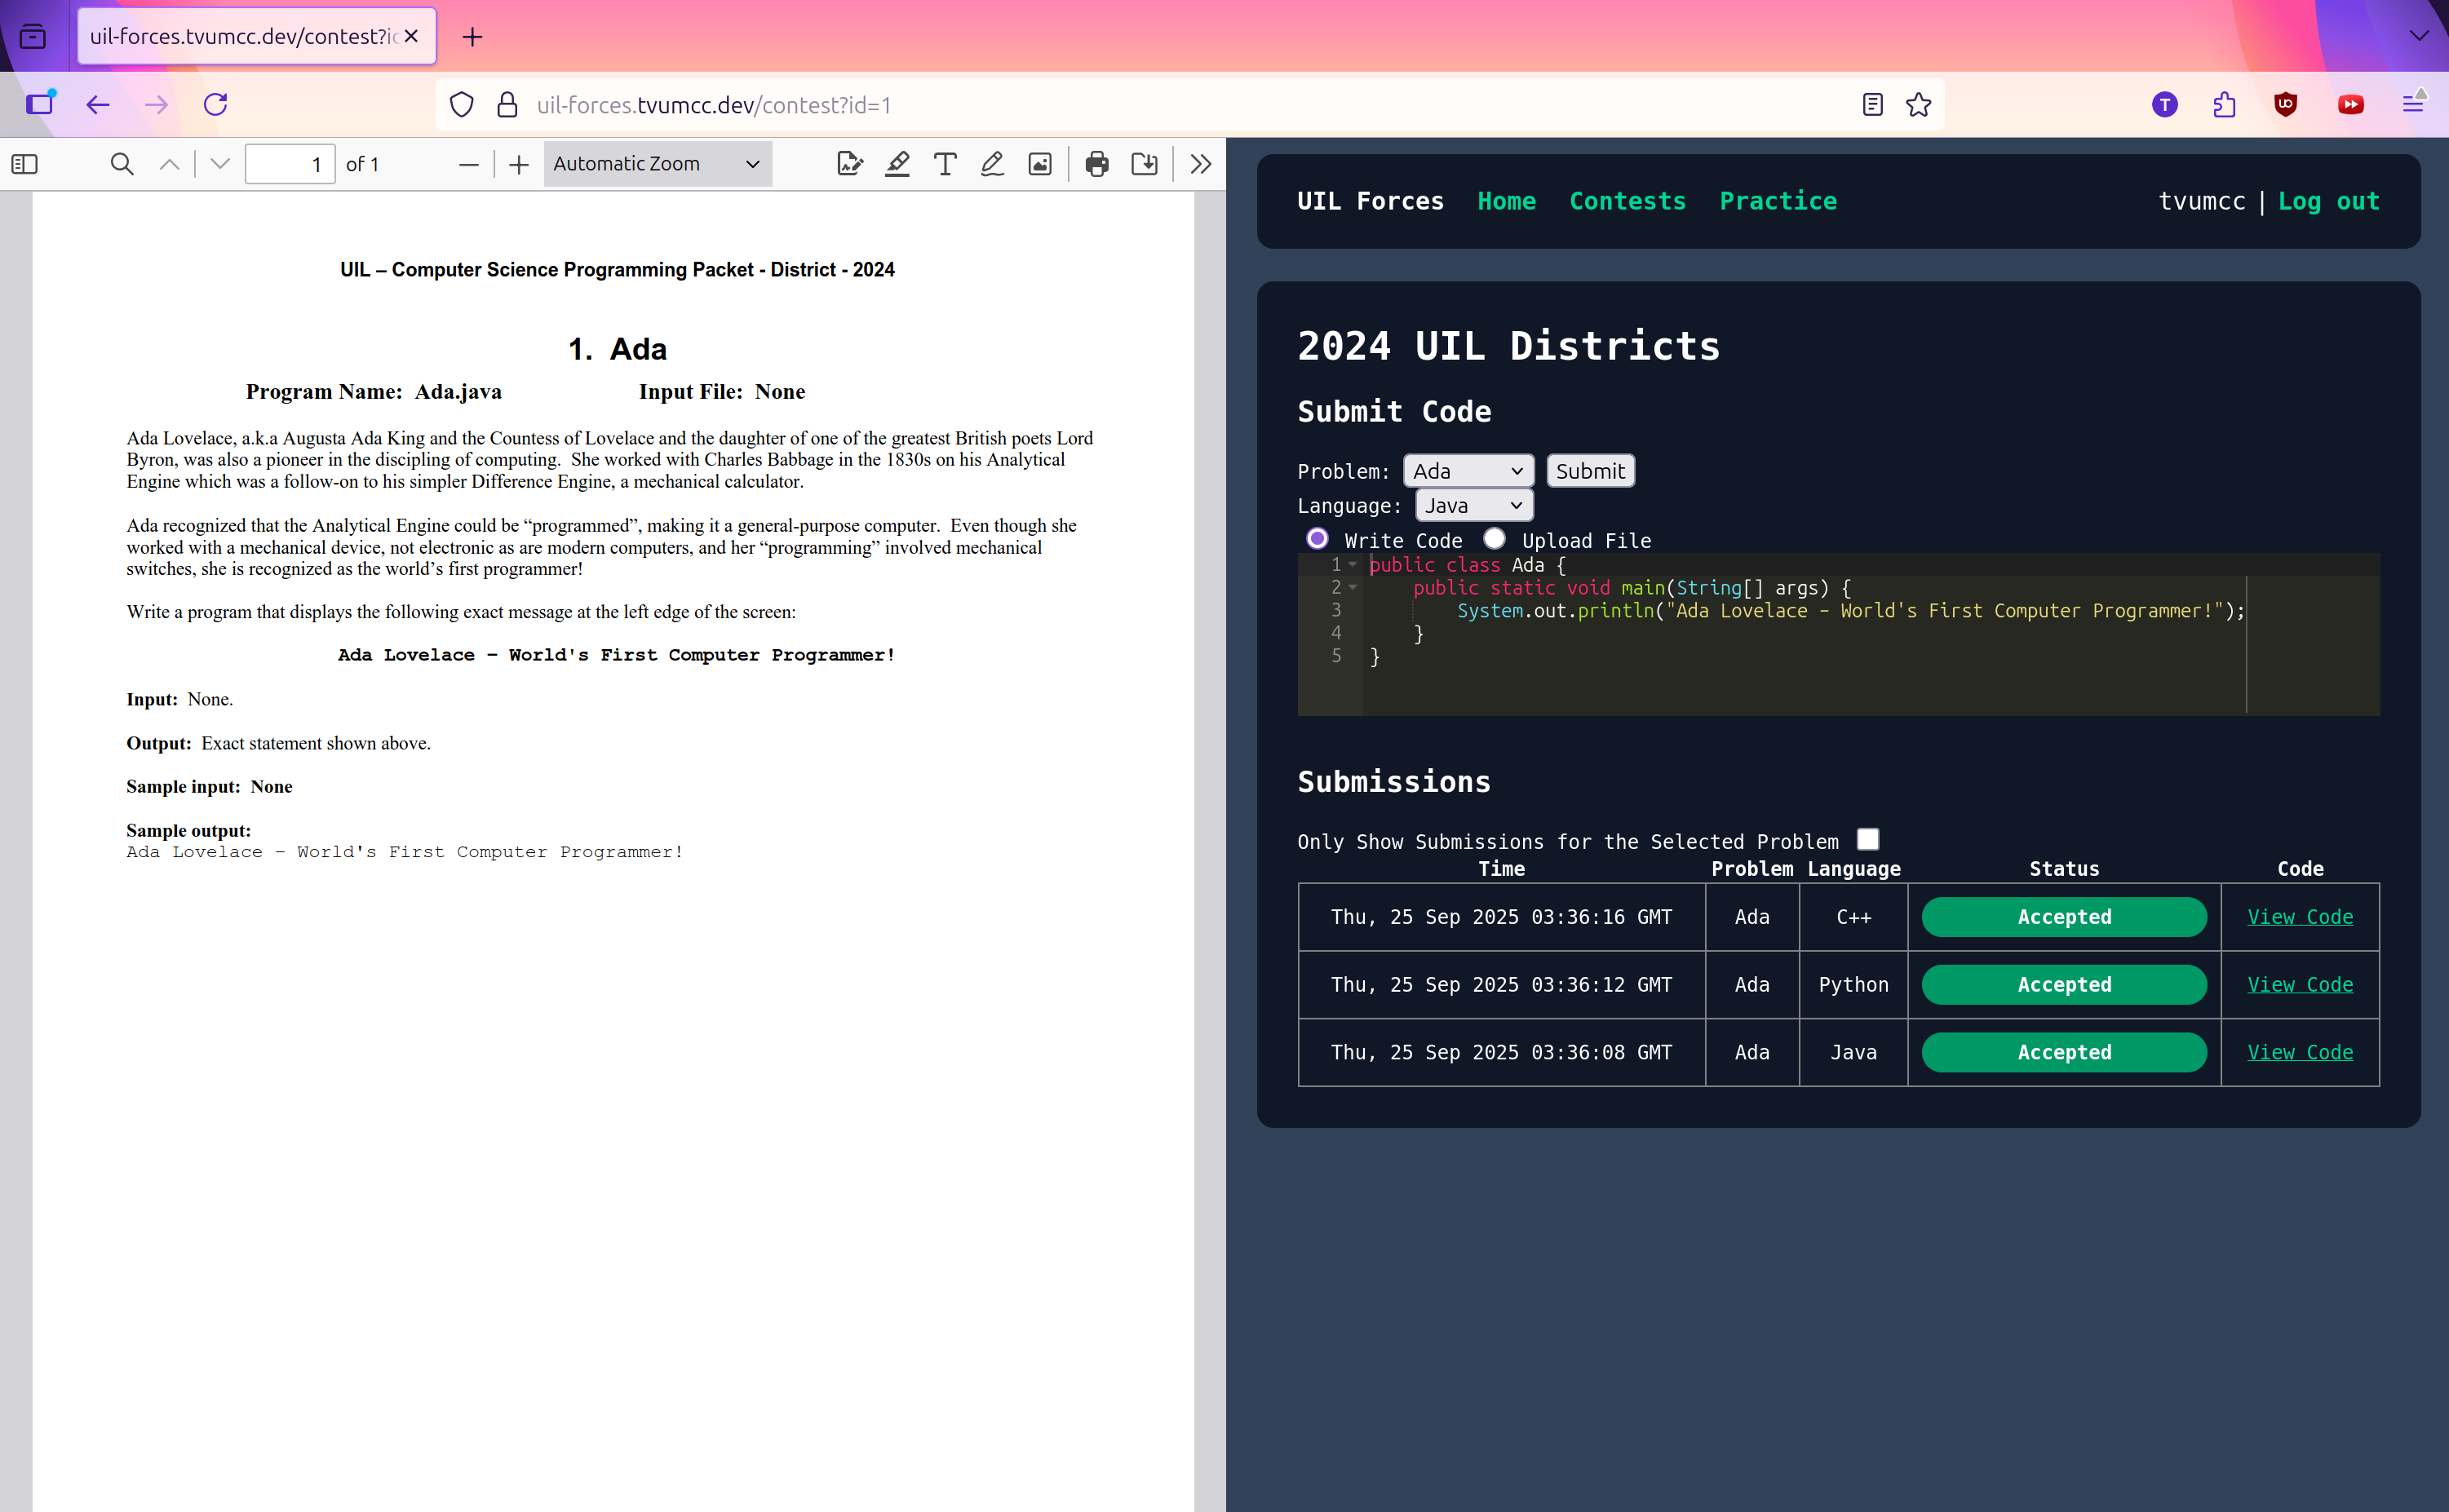 uil-forces.tvumcc.dev/contest?ic
uil-forces.tvumcc.dev/contest?id=1
T
1 of 1
Automatic Zoom
UIL – Computer Science Programming Packet - District - 2024
1. Ada
Program Name: Ada.java Input File: None
Ada Lovelace, a.k.a Augusta Ada King and the Countess of Lovelace and the daughter of one of the greatest British poets Lord
Byron, was also a pioneer in the discipling of computing. She worked with Charles Babbage in the 1830s on his Analytical
Engine which was a follow-on to his simpler Difference Engine, a mechanical calculator.
Ada recognized that the Analytical Engine could be “programmed”, making it a general-purpose computer. Even though she
worked with a mechanical device, not electronic as are modern computers, and her “programming” involved mechanical
switches, she is recognized as the world’s first programmer!
Write a program that displays the following exact message at the left edge of the screen:
Ada Lovelace – World's First Computer Programmer!
Input: None.
Output: Exact statement shown above.
Sample input: None
Sample output:
Ada Lovelace – World's First Computer Programmer!
UIL Forces Home Contests Practice tvumcc | Log out
2024 UIL Districts
Submit Code
Problem: Ada Submit
Language: Java
Write Code Upload File
1 public class Ada {
2 public static void main(String[] args) {
3 System.out.println("Ada Lovelace – World's First Computer Programmer!");
4 }
5 }
Submissions
Only Show Submissions for the Selected Problem
Time Problem Language Status Code
Thu, 25 Sep 2025 03:36:16 GMT Ada C++ Accepted View Code
Thu, 25 Sep 2025 03:36:12 GMT Ada Python Accepted View Code
Thu, 25 Sep 2025 03:36:08 GMT Ada Java Accepted View Code